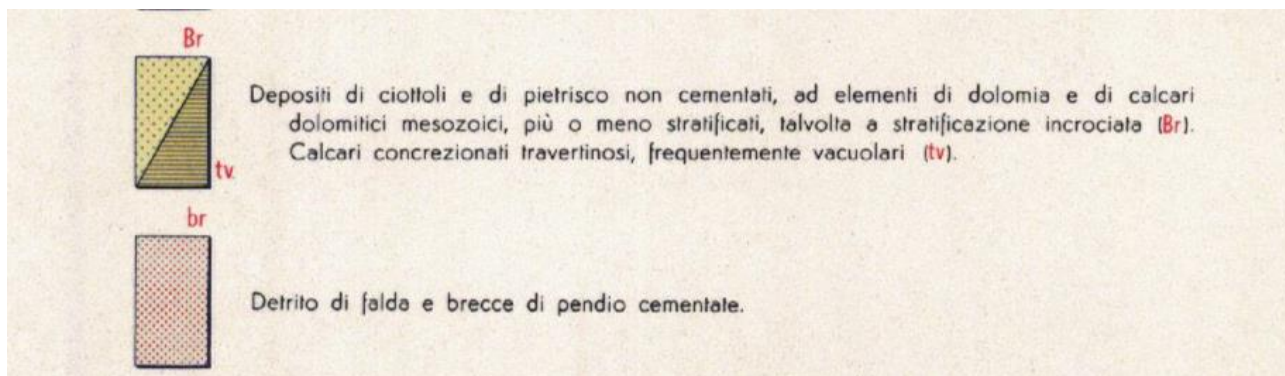 Br
Depositi di ciottoli e di pietrisco non cementati, ad elementi di dolomia e di calcari
dolomitici mesozoici, più o meno stratificati, talvolta a stratificazione incrociata (Br).
Calcari concrezionati travertinosi, frequentemente vacuolari (tv).
tv
br
Detrito di falda e brecce di pendio cementate.